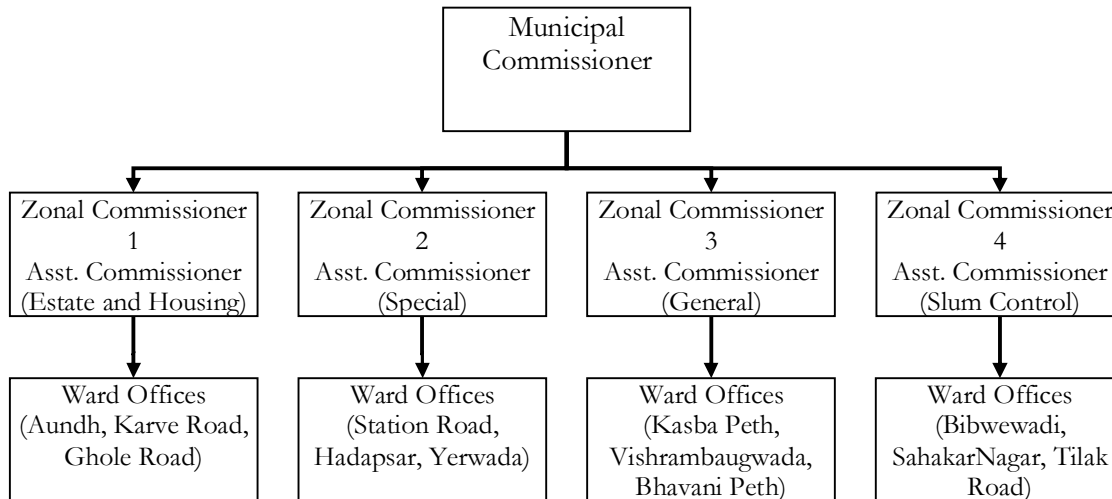 Municipal
Commissioner
Zonal Commissioner
1
Asst. Commissioner
(Estate and Housing)
Zonal Commissioner
2
Asst. Commissioner
(Special)
Zonal Commissioner
3
Asst. Commissioner
(General)
Zonal Commissioner
4
Asst. Commissioner
(Slum Control)
Ward Offices
(Aundh, Karve Road,
Ghole Road)
Ward Offices
(Station Road,
Hadapsar, Yerwada)
Ward Offices
(Kasba Peth,
Vishrambaugwada,
Bhavani Peth)
Ward Offices
(Bibwewadi,
SahakarNagar, Tilak
Road)